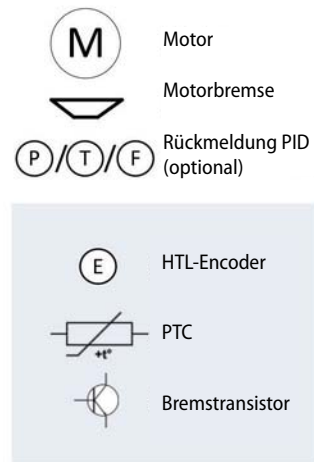 M Motor
Motorbremse
P/T/F Rückmeldung PID
(optional)
E HTL-Encoder
+t° PTC
Bremstransistor